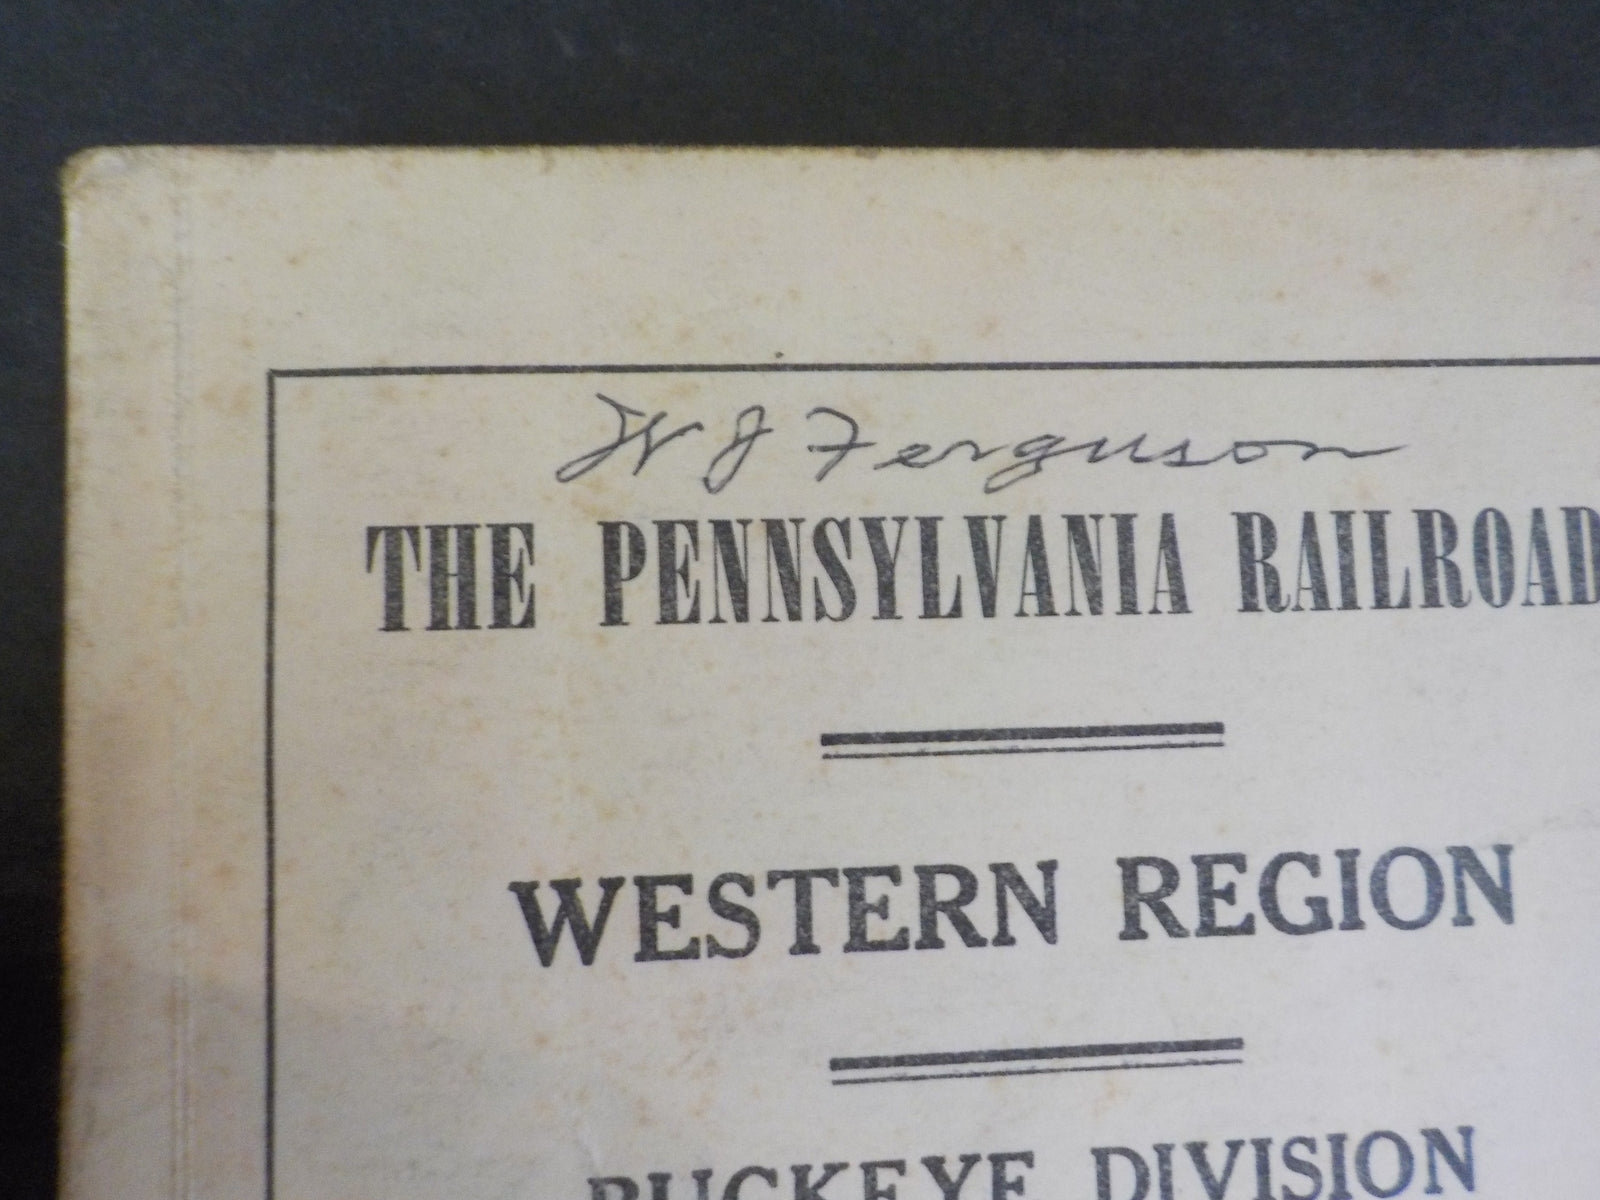 W J Ferguson
THE PENNSYLVANIA RAILROAD
WESTERN REGION
BUCKEYE DIVISION